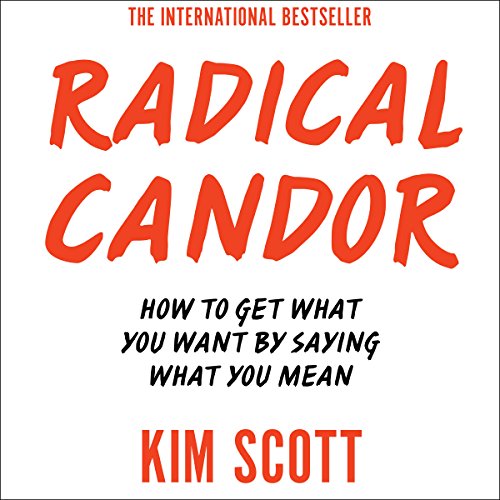 THE INTERNATIONAL BESTSELLER
RADICAL
CANDOR
HOW TO GET WHAT
YOU WANT BY SAYING
WHAT YOU MEAN
KIM SCOTT